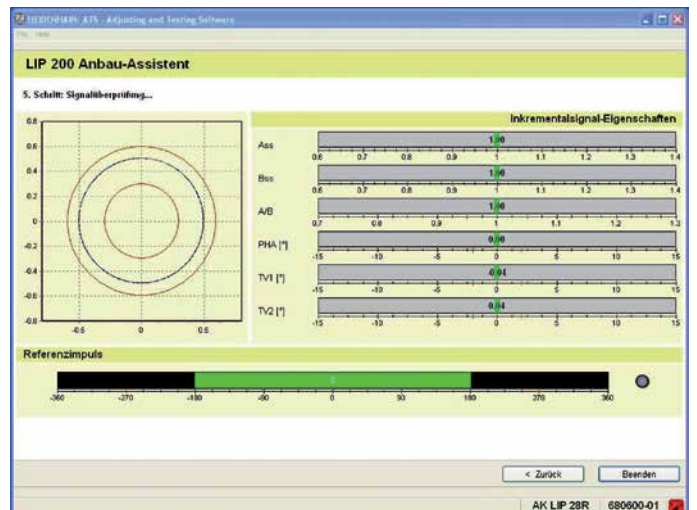 HEIDENHAIN ATS - Adjusting and Testing Software
File Help
LIP 200 Anbau-Assistent
5. Schritt: Signalüberprüfung...
Inkrementalsignal-Eigenschaften
0.8
0.6
0.4
0.2
0
-0.2
-0.4
-0.6
-0.8
-0.5 0 0.5
Ass 1.00
0.6 0.7 0.8 0.9 1 1.1 1.2 1.3 1.4
Bss 1.00
0.6 0.7 0.8 0.9 1 1.1 1.2 1.3 1.4
A/B 1.00
0.7 0.8 0.9 1 1.1 1.2 1.3
PHA [°] 0.00
-15 -10 -5 0 5 10 15
TV1 [°] -0.04
-15 -10 -5 0 5 10 15
TV2 [°] 0.04
-15 -10 -5 0 5 10 15
Referenzimpuls
-360 -270 -180 -90 0 90 180 270 360
< Zurück Beenden
AK LIP 28R 680600-01